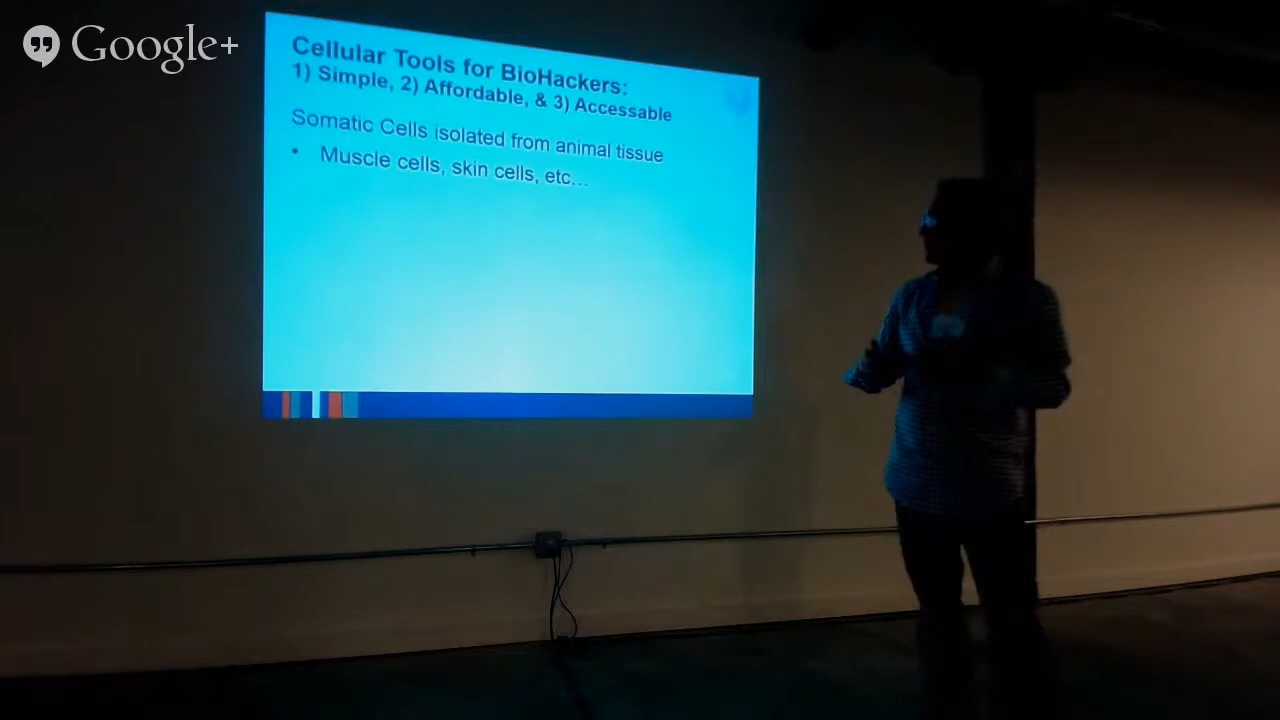 Google+
Cellular Tools for BioHackers:
1) Simple, 2) Affordable, & 3) Accessable
Somatic Cells isolated from animal tissue
• Muscle cells, skin cells, etc...